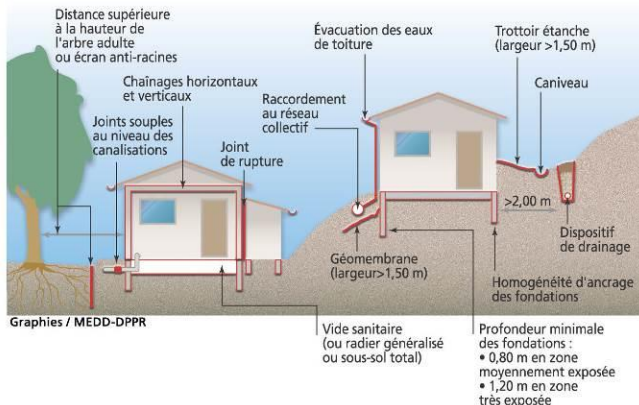 Distance supérieure
à la hauteur de
l'arbre adulte
ou écran anti-racines
Chaînages horizontaux
et verticaux
Joints souples
au niveau des
canalisations
Joint
de rupture
Évacuation des eaux
de toiture
Raccordement
au réseau
collectif
Trottoir étanche
(largeur >1,50 m)
Caniveau
>2,00 m
Dispositif
de drainage
Géomembrane
(largeur>1,50 m)
Homogénéité d'ancrage
des fondations
Graphies / MEDD-DPPR
Vide sanitaire
(ou radier généralisé
ou sous-sol total)
Profondeur minimale
des fondations :
• 0,80 m en zone
moyennement exposée
• 1,20 m en zone
très exposée